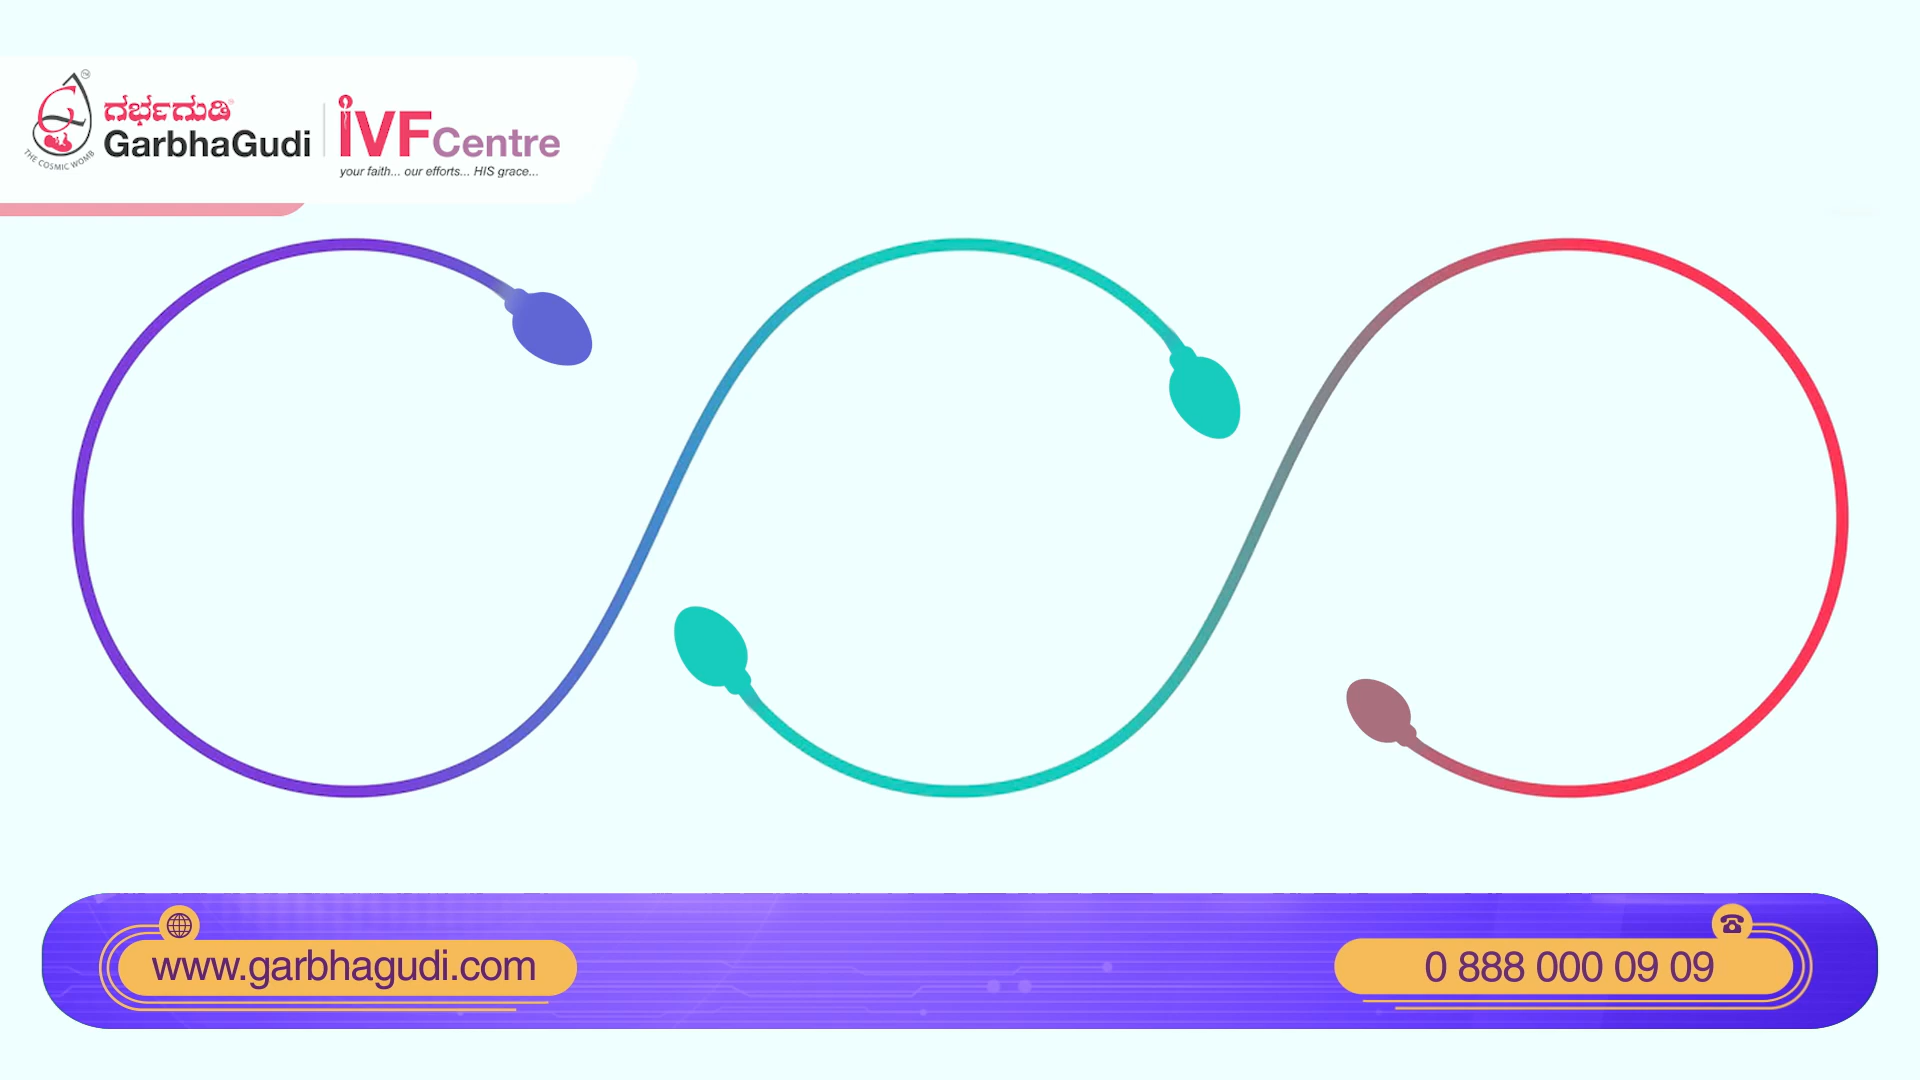 ಗರ್ಭಗುಡಿ
GarbhaGudi
THE COSMIC WOMB
iVF Centre
your faith... our efforts... HIS grace...
www.garbhagudi.com
0 888 000 09 09